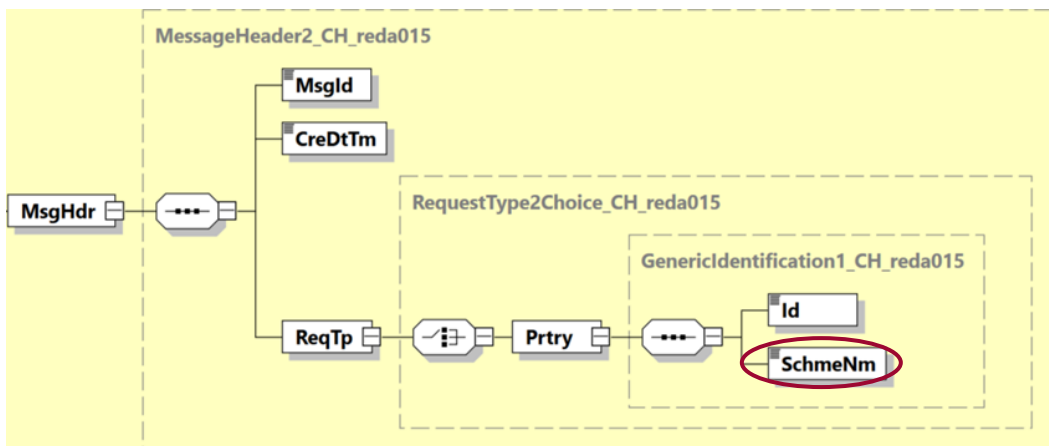 MessageHeader2_CH_reda015
MsgId
CreDtTm
MsgHdr
RequestType2Choice_CH_reda015
GenericIdentification1_CH_reda015
Id
ReqTp
Prtry
SchmeNm